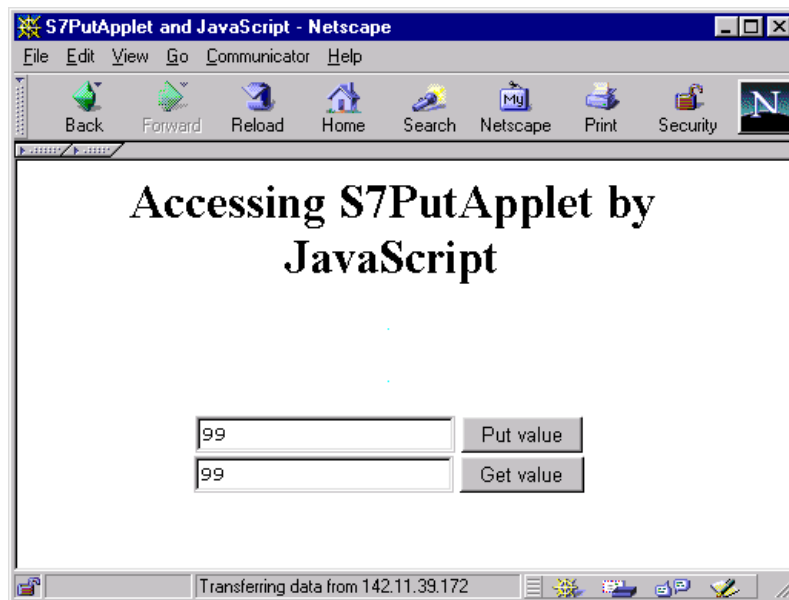 S7PutApplet and JavaScript - Netscape
File Edit View Go Communicator Help
My N
Back Forward Reload Home Search Netscape Print Security
Accessing S7PutApplet by
JavaScript
99 Put value
99 Get value
Transferring data from 142.11.39.172